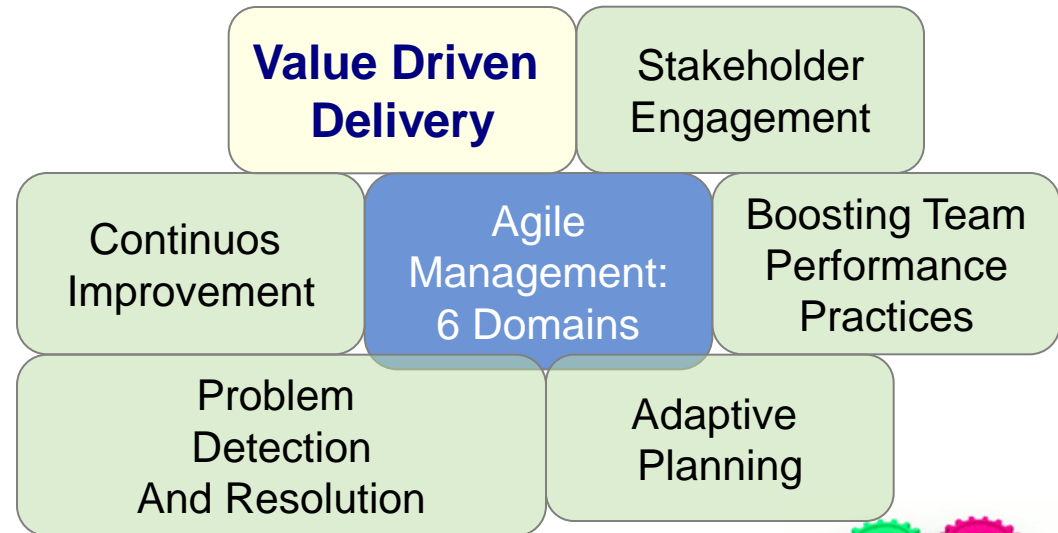 Value Driven
Delivery
Stakeholder
Engagement
Continuos
Improvement
Agile
Management:
6 Domains
Boosting Team
Performance
Practices
Problem
Detection
And Resolution
Adaptive
Planning